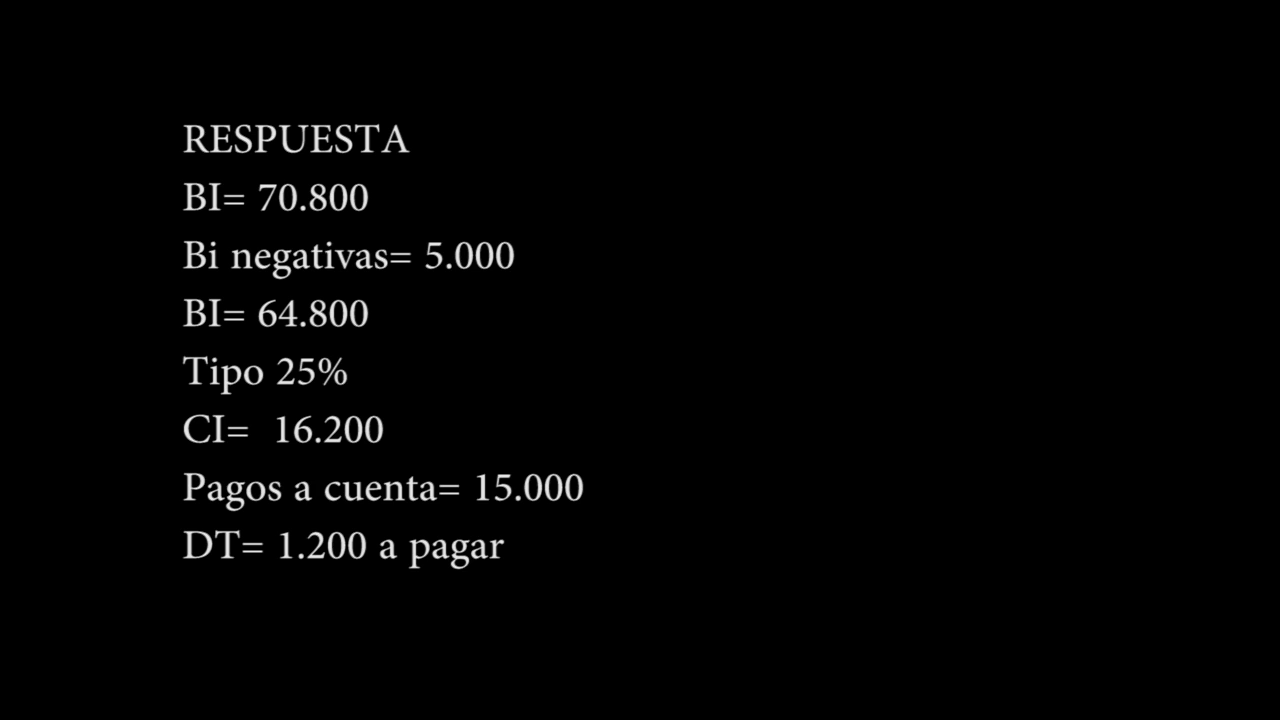 RESPUESTA
BI= 70.800
Bi negativas= 5.000
BI= 64.800
Tipo 25%
CI=  16.200
Pagos a cuenta= 15.000
DT= 1.200 a pagar